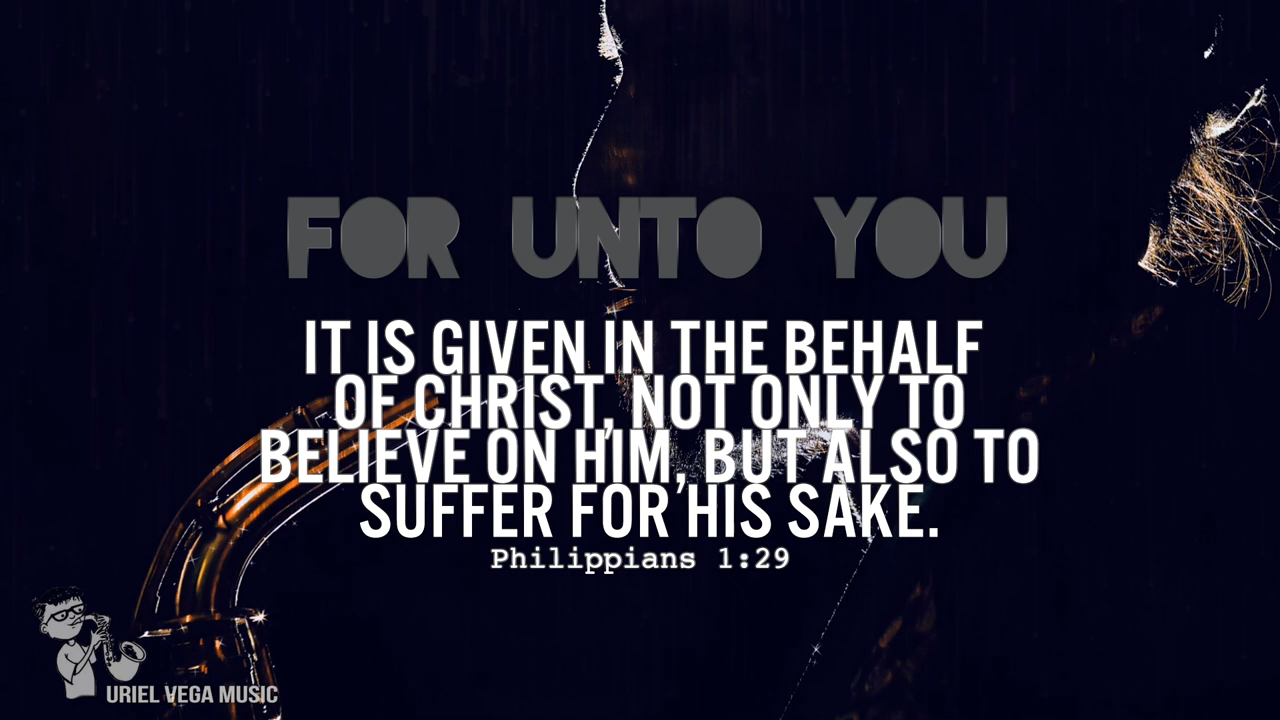 FOR UNTO YOU
IT IS GIVEN IN THE BEHALF
OF CHRIST, NOT ONLY TO
BELIEVE ON HIM, BUT ALSO TO
SUFFER FOR HIS SAKE.
Philippians 1:29
URIEL VEGA MUSIC